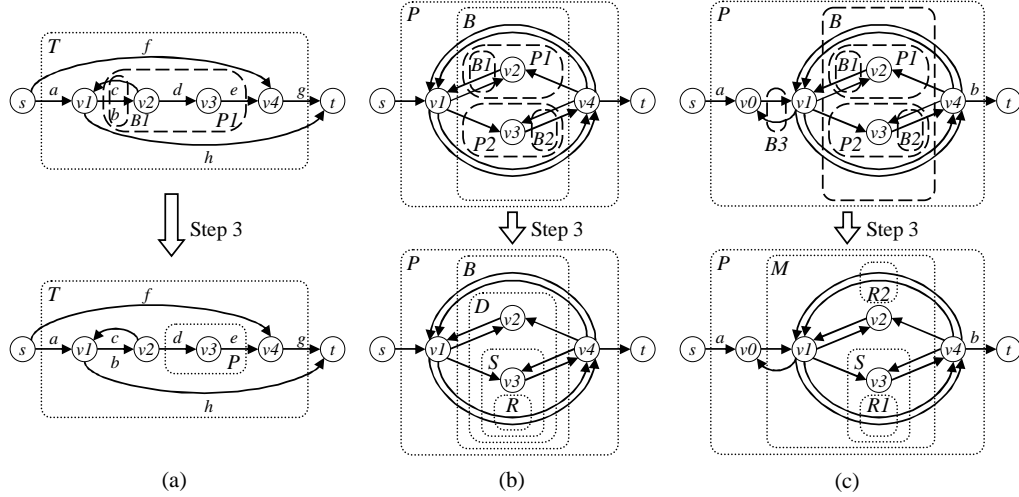 T
f
s a v1 c v2 d v3 e v4 g t
b B1 P1
h
Step 3
T
f
s a v1 c v2 d v3 e v4 g t
b P
h
(a)
P B
B1 v2 P1
s v1 v4 t
P2 v3 B2
Step 3
P B
D
v2
s v1 v4 t
S v3
R
(b)
P B
B1 v2 P1
s a v0 v1 v4 b t
B3 P2 v3 B2
Step 3
P M
R2
v2
s a v0 v1 v4 b t
S v3
R1
(c)